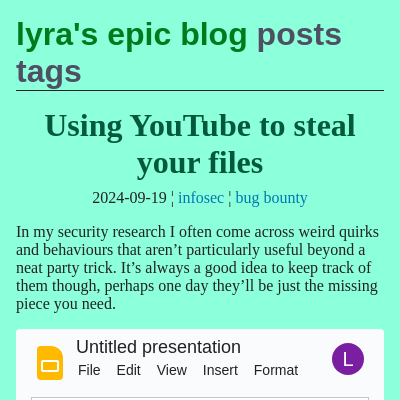 lyra's epic blog posts
tags
Using YouTube to steal
your files
2024-09-19 ¦ infosec ¦ bug bounty
In my security research I often come across weird quirks
and behaviours that aren’t particularly useful beyond a
neat party trick. It’s always a good idea to keep track of
them though, perhaps one day they’ll be just the missing
piece you need.
Untitled presentation
File Edit View Insert Format
L